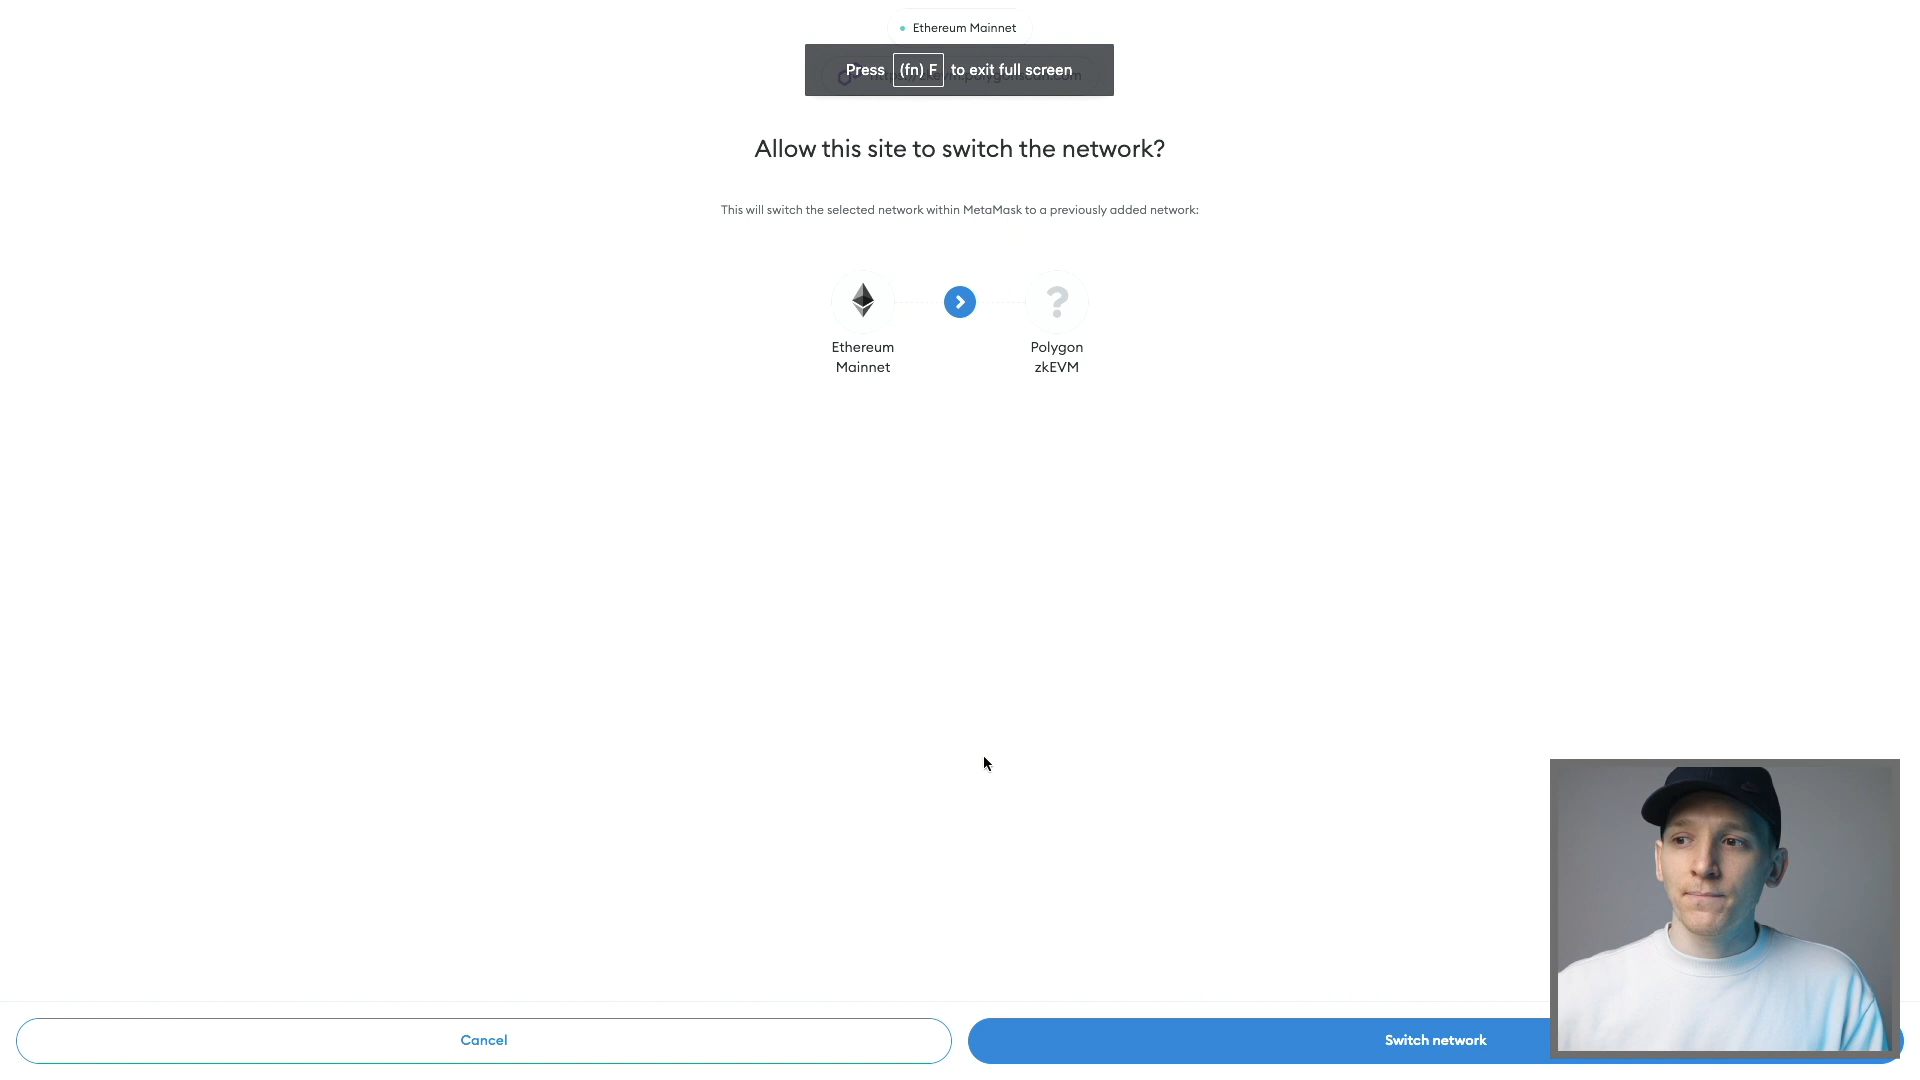 Ethereum Mainnet
Press (fn) F to exit full screen
Allow this site to switch the network?
This will switch the selected network within MetaMask to a previously added network:
Ethereum
Mainnet
Polygon
zkEVM
Cancel
Switch network